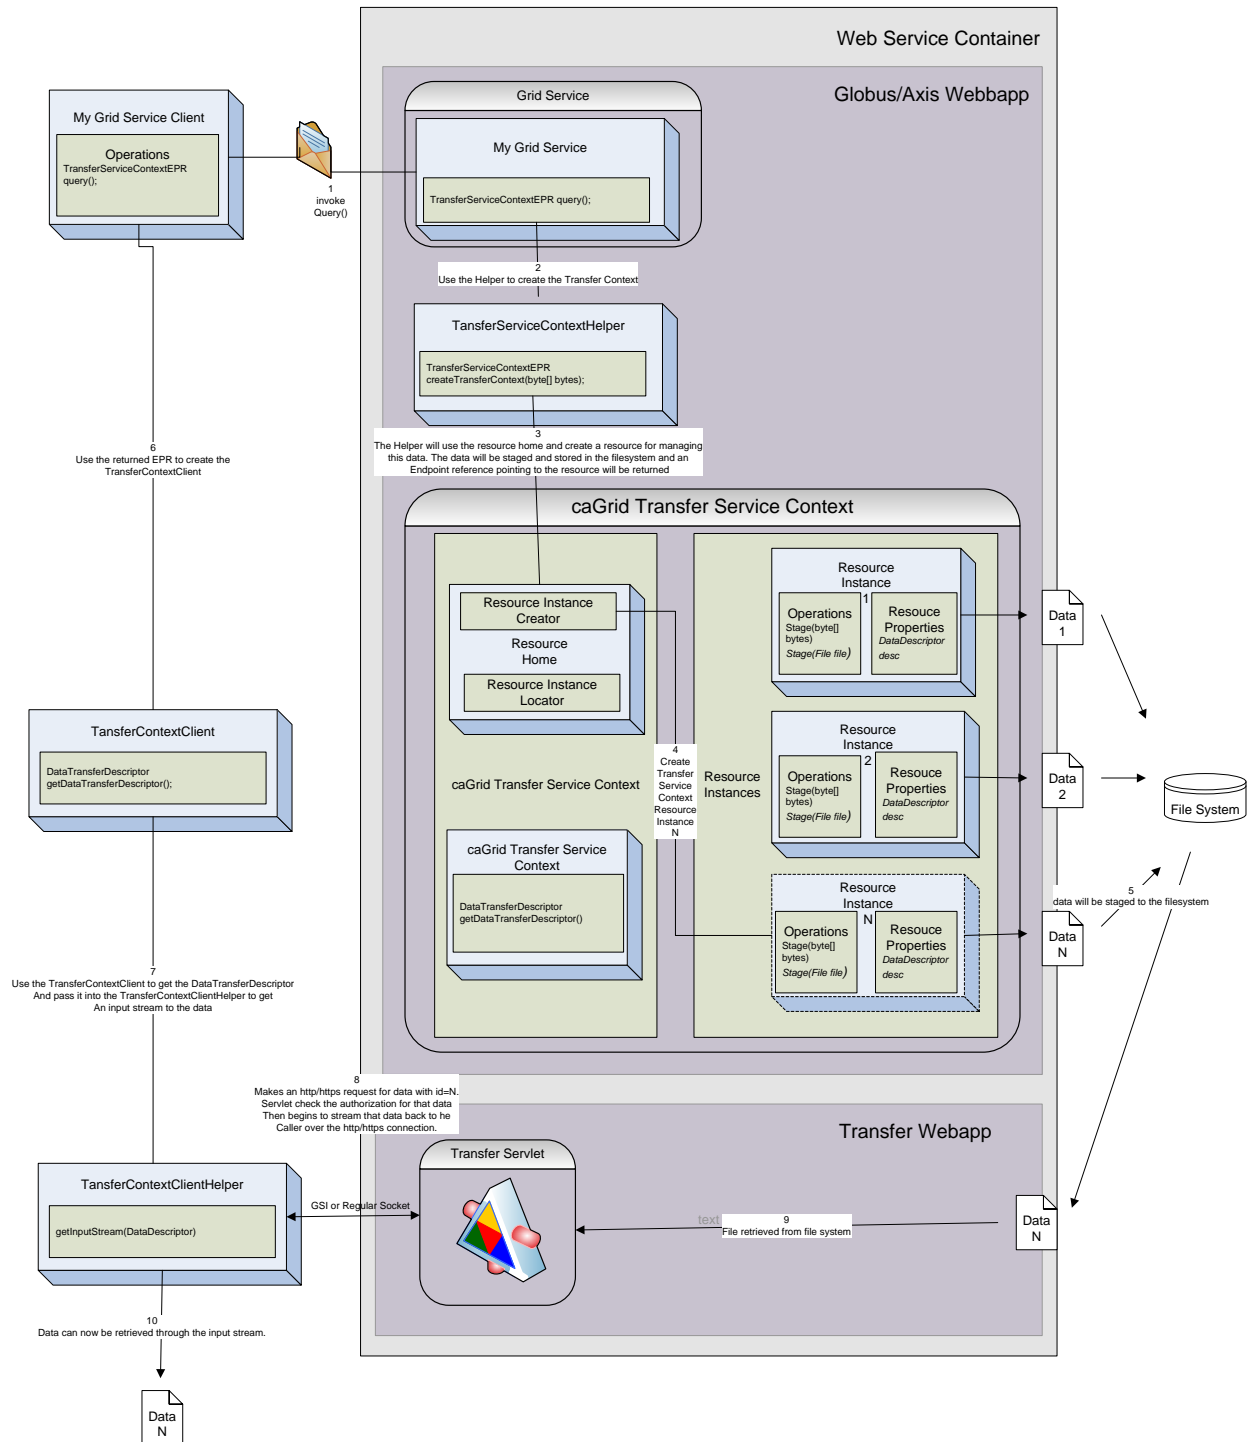 Web Service Container
Globus/Axis Webbapp
Grid Service
My Grid Service
TransferServiceContextEPR query();
My Grid Service Client
Operations
TransferServiceContextEPR
query();
1
invoke
Query()
2
Use the Helper to create the Transfer Context
TansferServiceContextHelper
TransferServiceContextEPR
createTransferContext(byte[] bytes);
3
The Helper will use the resource home and create a resource for managing
this data. The data will be staged and stored in the filesystem and an
Endpoint reference pointing to the resource will be returned
6
Use the returned EPR to create the
TransferContextClient
caGrid Transfer Service Context
Resource Instance
Creator
Resource
Home
Resource Instance
Locator
caGrid Transfer Service Context
caGrid Transfer Service
Context
DataTransferDescriptor
getDataTransferDescriptor()
4
Create
Transfer
Service
Context
Resource
Instance
N
Resource
Instances
Resource
Instance
1
Operations
Stage(byte[]
bytes)
Stage(File file)
Resouce
Properties
DataDescriptor
desc
Data
1
Resource
Instance
2
Operations
Stage(byte[]
bytes)
Stage(File file)
Resouce
Properties
DataDescriptor
desc
Data
2
Resource
Instance
N
Operations
Stage(byte[]
bytes)
Stage(File file)
Resouce
Properties
DataDescriptor
desc
Data
N
File System
5
data will be staged to the filesystem
TansferContextClient
DataTransferDescriptor
getDataTransferDescriptor();
7
Use the TransferContextClient to get the DataTransferDescriptor
And pass it into the TransferContextClientHelper to get
An input stream to the data
8
Makes an http/https request for data with id=N.
Servlet check the authorization for that data
Then begins to stream that data back to he
Caller over the http/https connection.
Transfer Webapp
Transfer Servlet
TansferContextClientHelper
getInputStream(DataDescriptor)
GSI or Regular Socket
text
9
File retrieved from file system
Data
N
10
Data can now be retrieved through the input stream.
Data
N